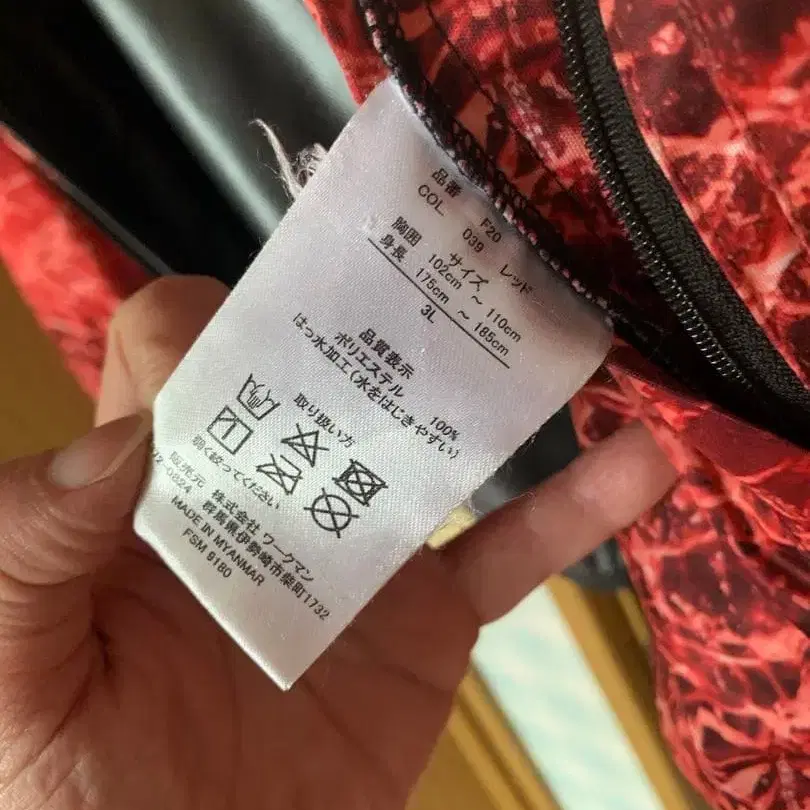 品番 F20
COL. 039 レッド
サイズ
胸囲 102cm ~ 110cm
身長 175cm ~ 185cm
3L
品質表示
ポリエステル 100%
はっ水加工(水をはじきやすい)
取り扱い方
弱く絞ってください
販売元
株式会社 ワークマン
群馬県伊勢崎市柴町1732
MADE IN MYANMAR
FSM 9180